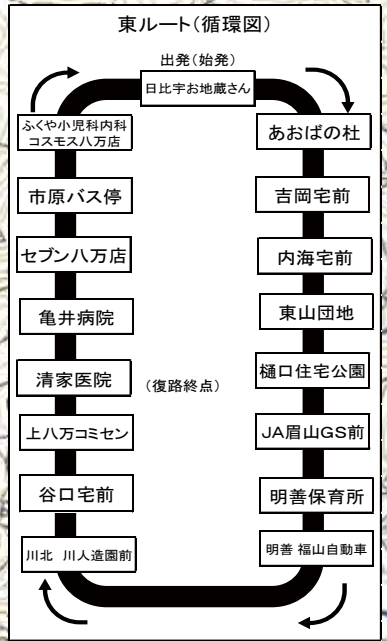 東ルート(循環図)
出発(始発)
日比宇お地蔵さん
あおばの杜
吉岡宅前
内海宅前
東山団地
樋口住宅公園
JA眉山GS前
明善保育所
明善 福山自動車
川北 川人造園前
谷口宅前
上八万コミセン
清家医院
(復路終点)
亀井病院
セブン八万店
市原バス停
ふくや小児科内科
コスモス八万店